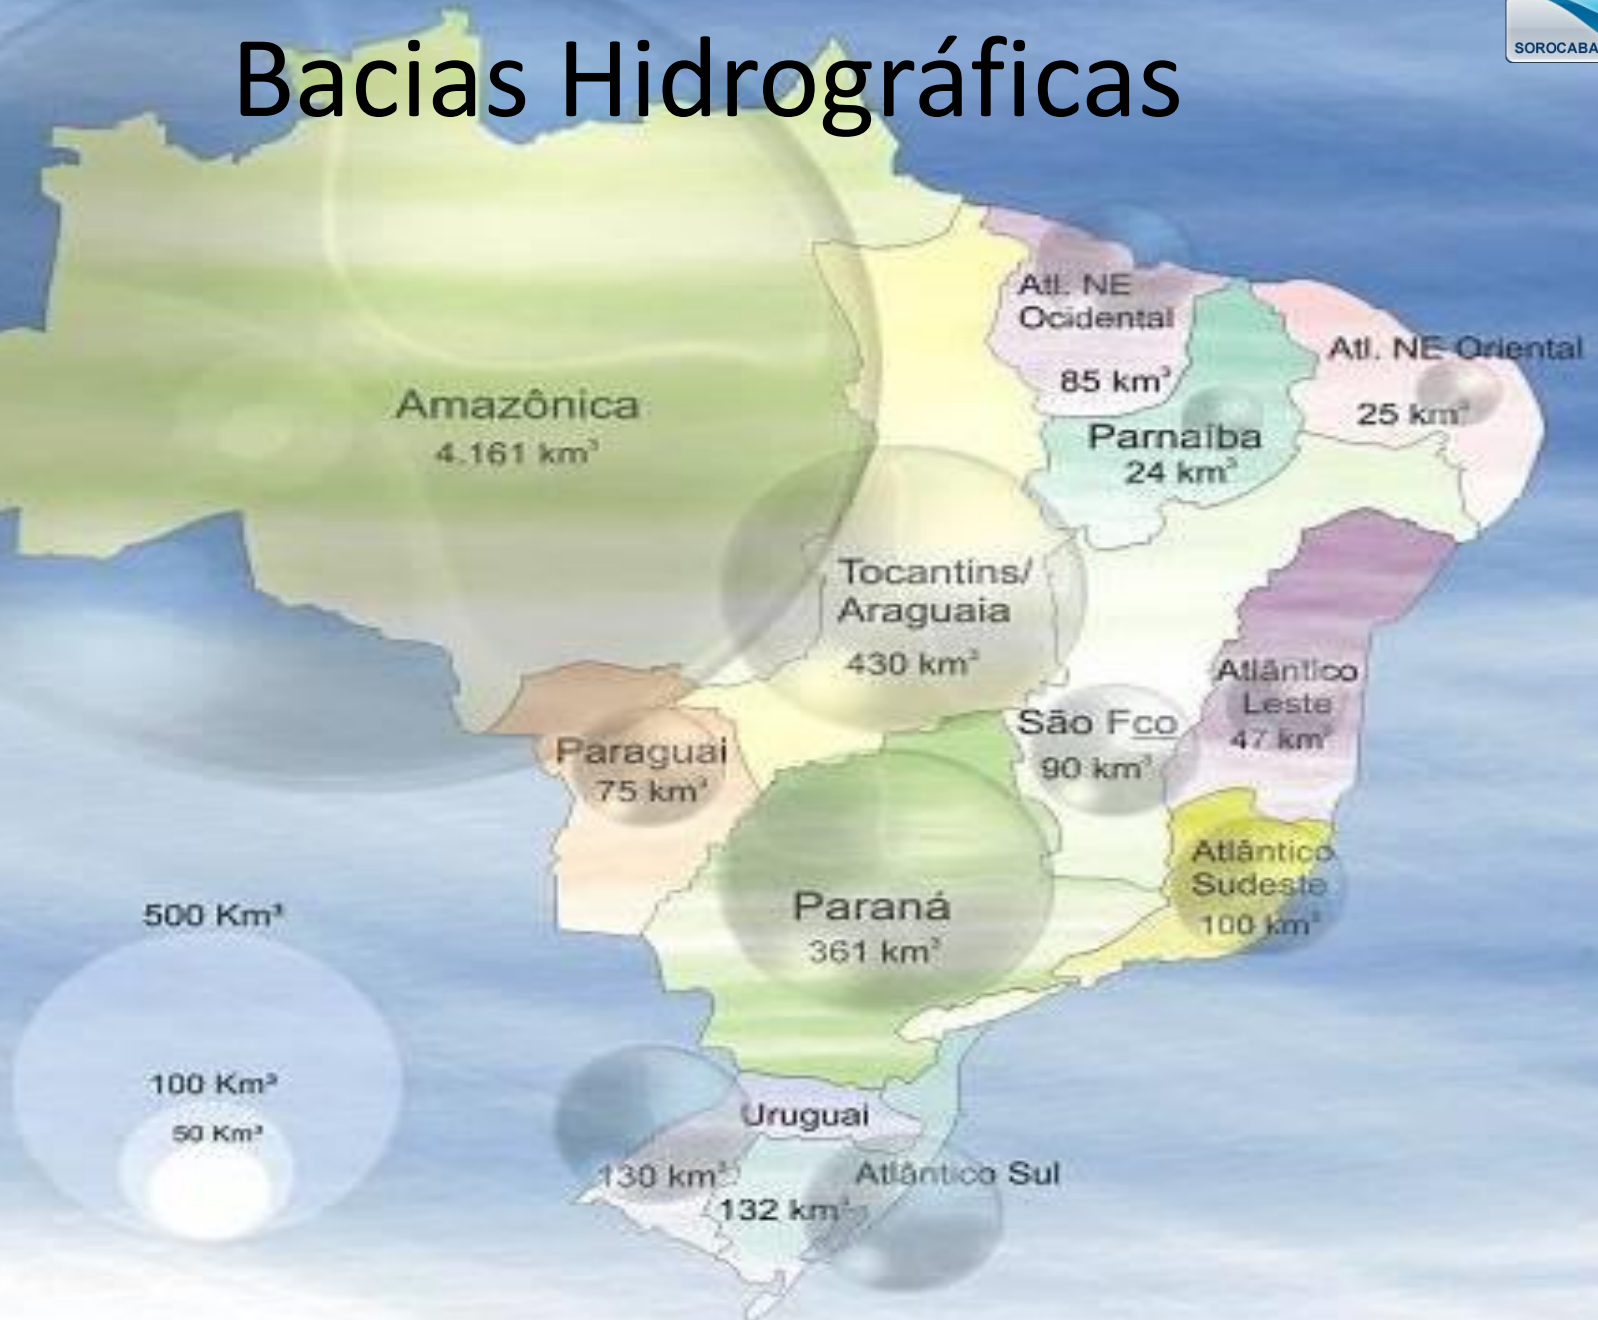 Bacias Hidrográficas
SOROCABA
Atl. NE
Ocidental
85 km³
Atl. NE Oriental
25 km³
Amazônica
4.161 km³
Parnaíba
24 km³
Tocantins/
Araguaia
430 km³
Atlântico
Leste
47 km³
São Fco
90 km³
Paraguai
75 km³
Atlântico
Sudeste
100 km³
Paraná
361 km³
500 Km³
100 Km³
50 Km³
Uruguai
130 km³
Atlântico Sul
132 km³